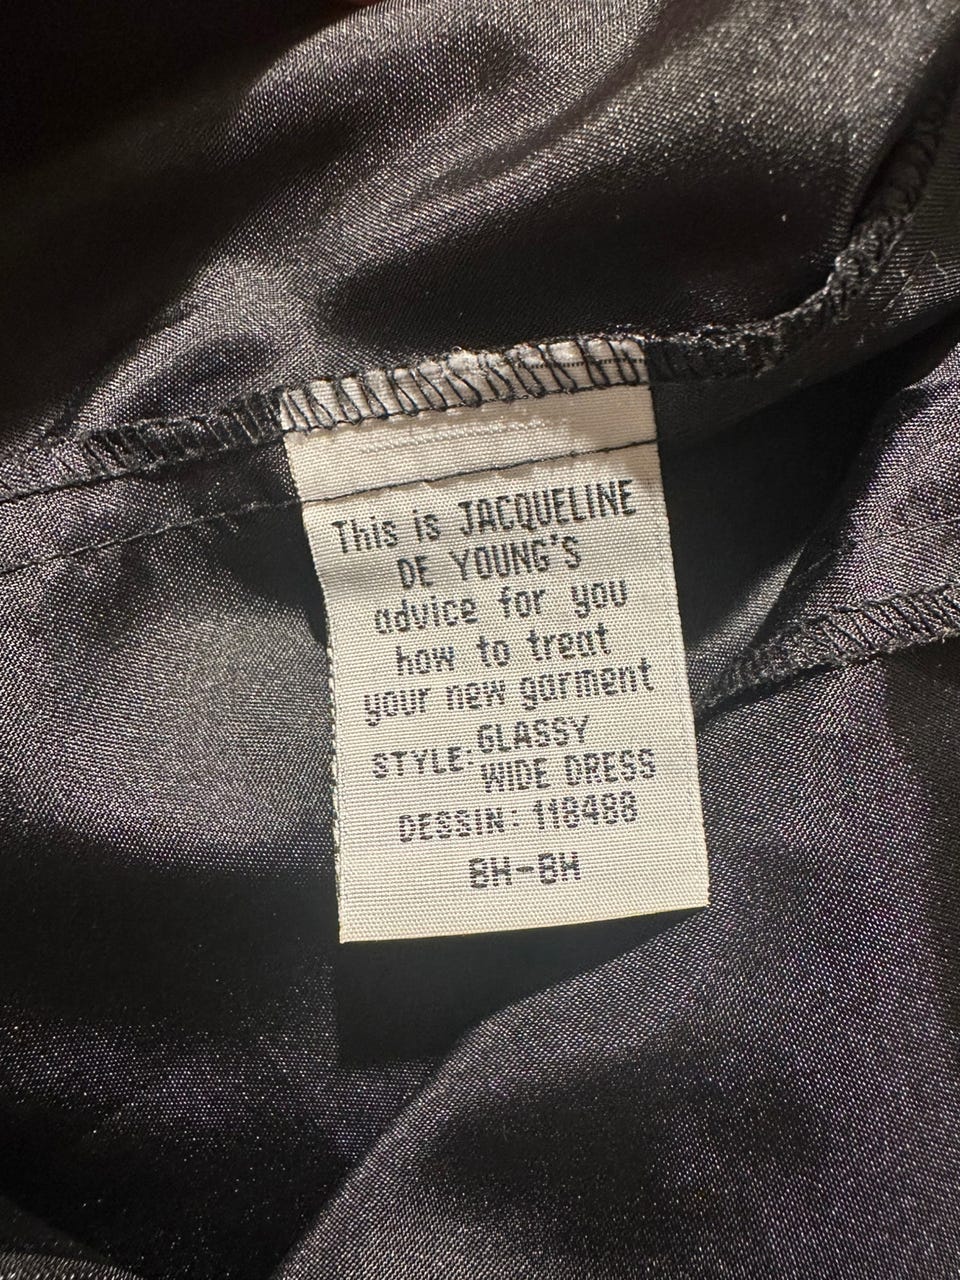 This is JACQUELINE
DE YOUNG'S
advice for you
how to treat
your new garment
STYLE: GLASSY
WIDE DRESS
DESSIN: 118488
BH-BH